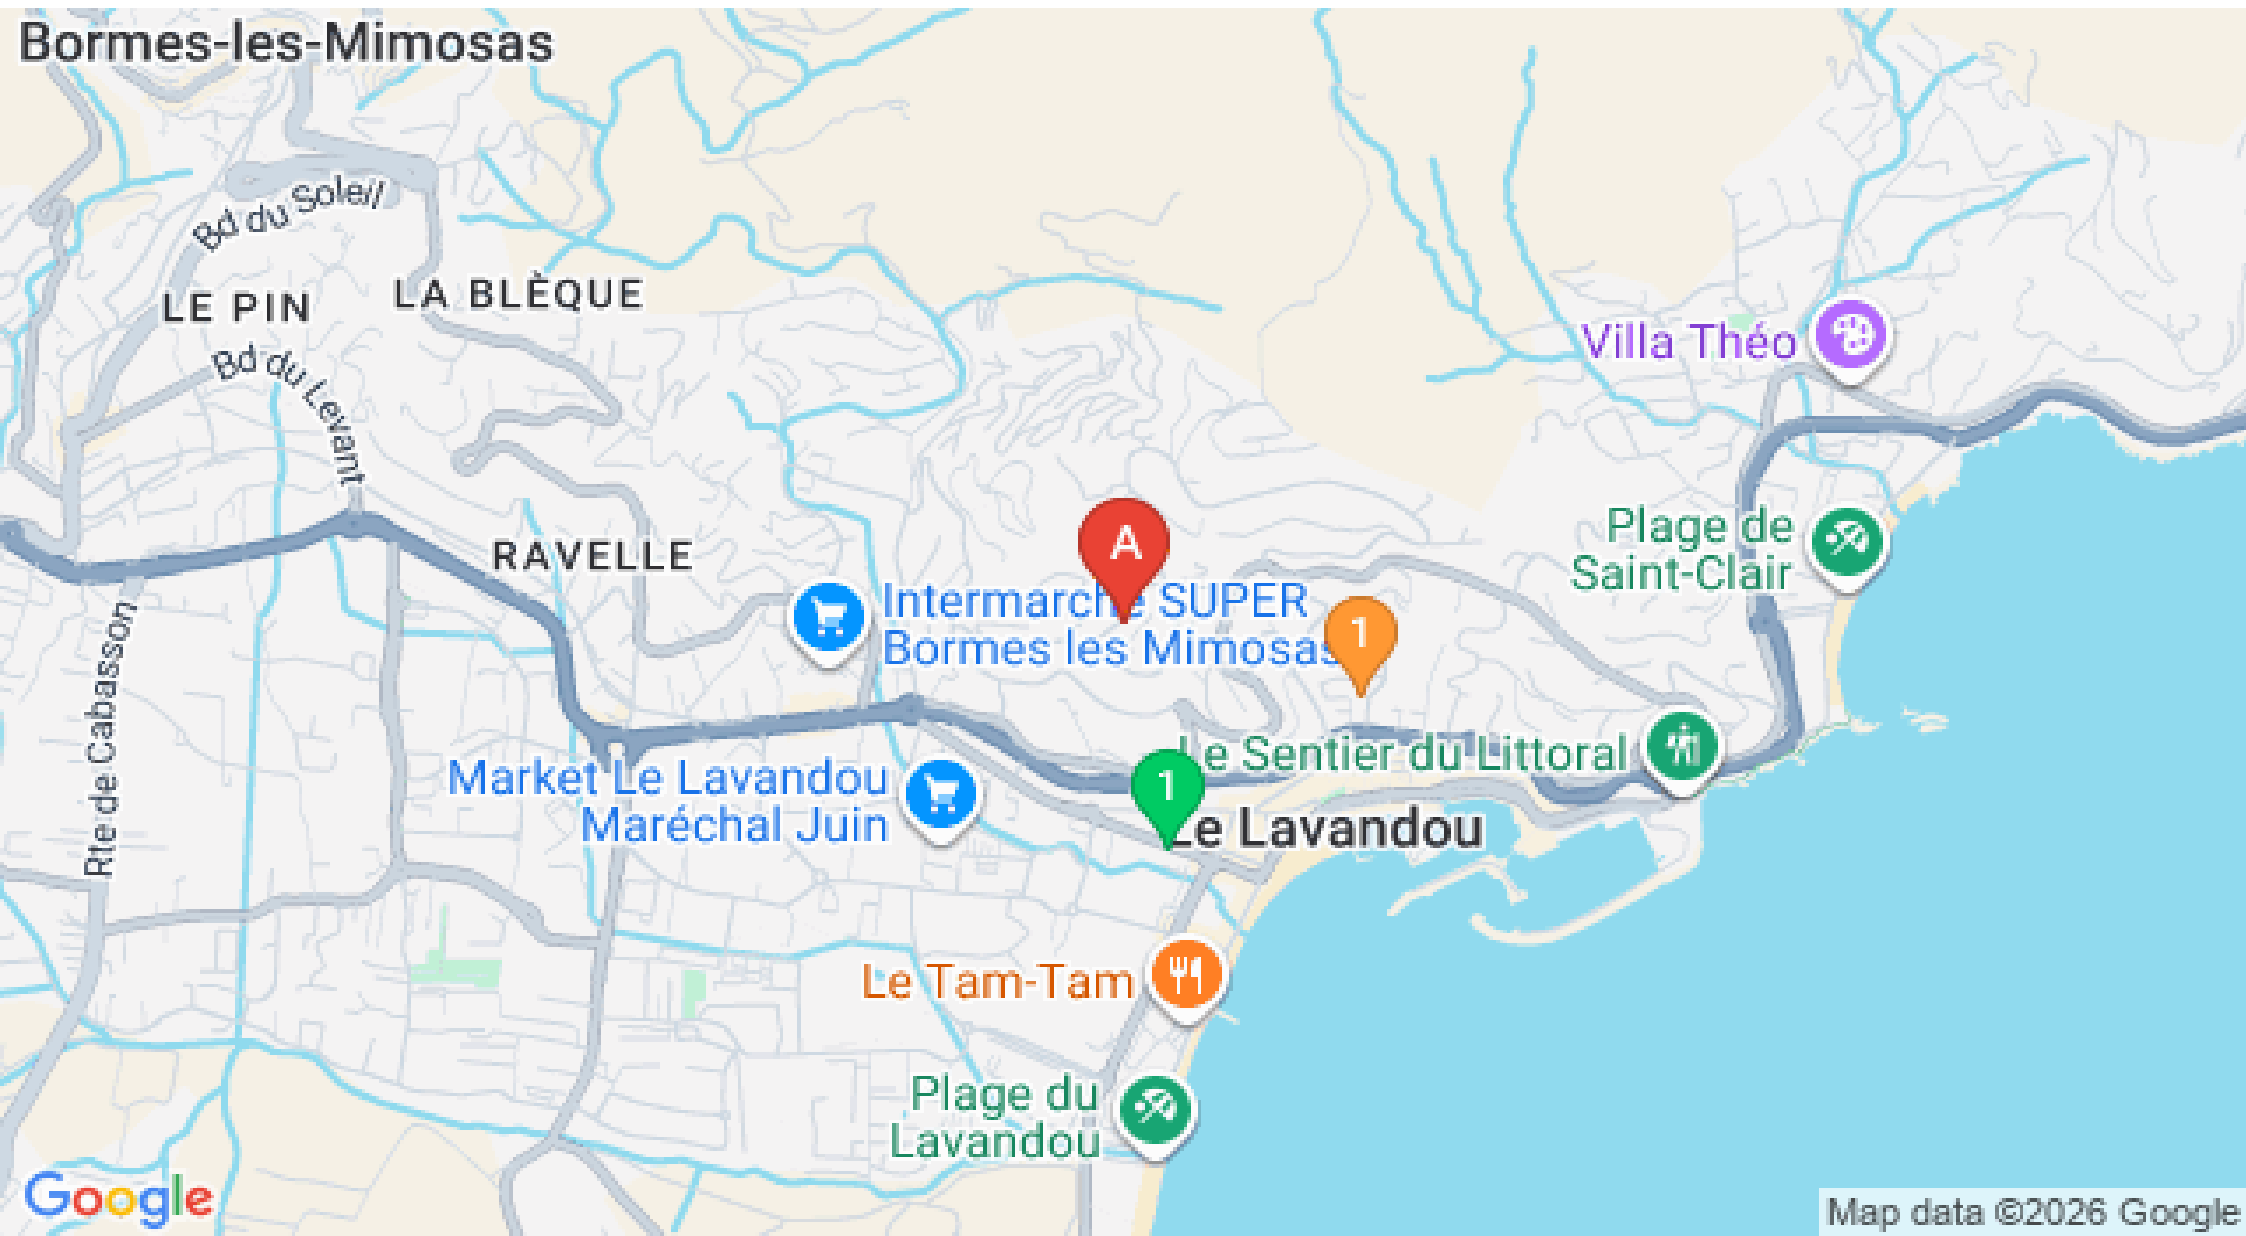 Bormes-les-Mimosas
Bd du Soleil
LE PIN
LA BLÈQUE
Villa Théo
Bd du Levant
Plage de
Saint-Clair
RAVELLE
A
Intermarché SUPER
Bormes les Mimosas
1
Rte de Cabasson
Le Sentier du Littoral
Market Le Lavandou
Maréchal Juin
1
Le Lavandou
Le Tam-Tam
Plage du
Lavandou
Google
Map data ©2026 Google